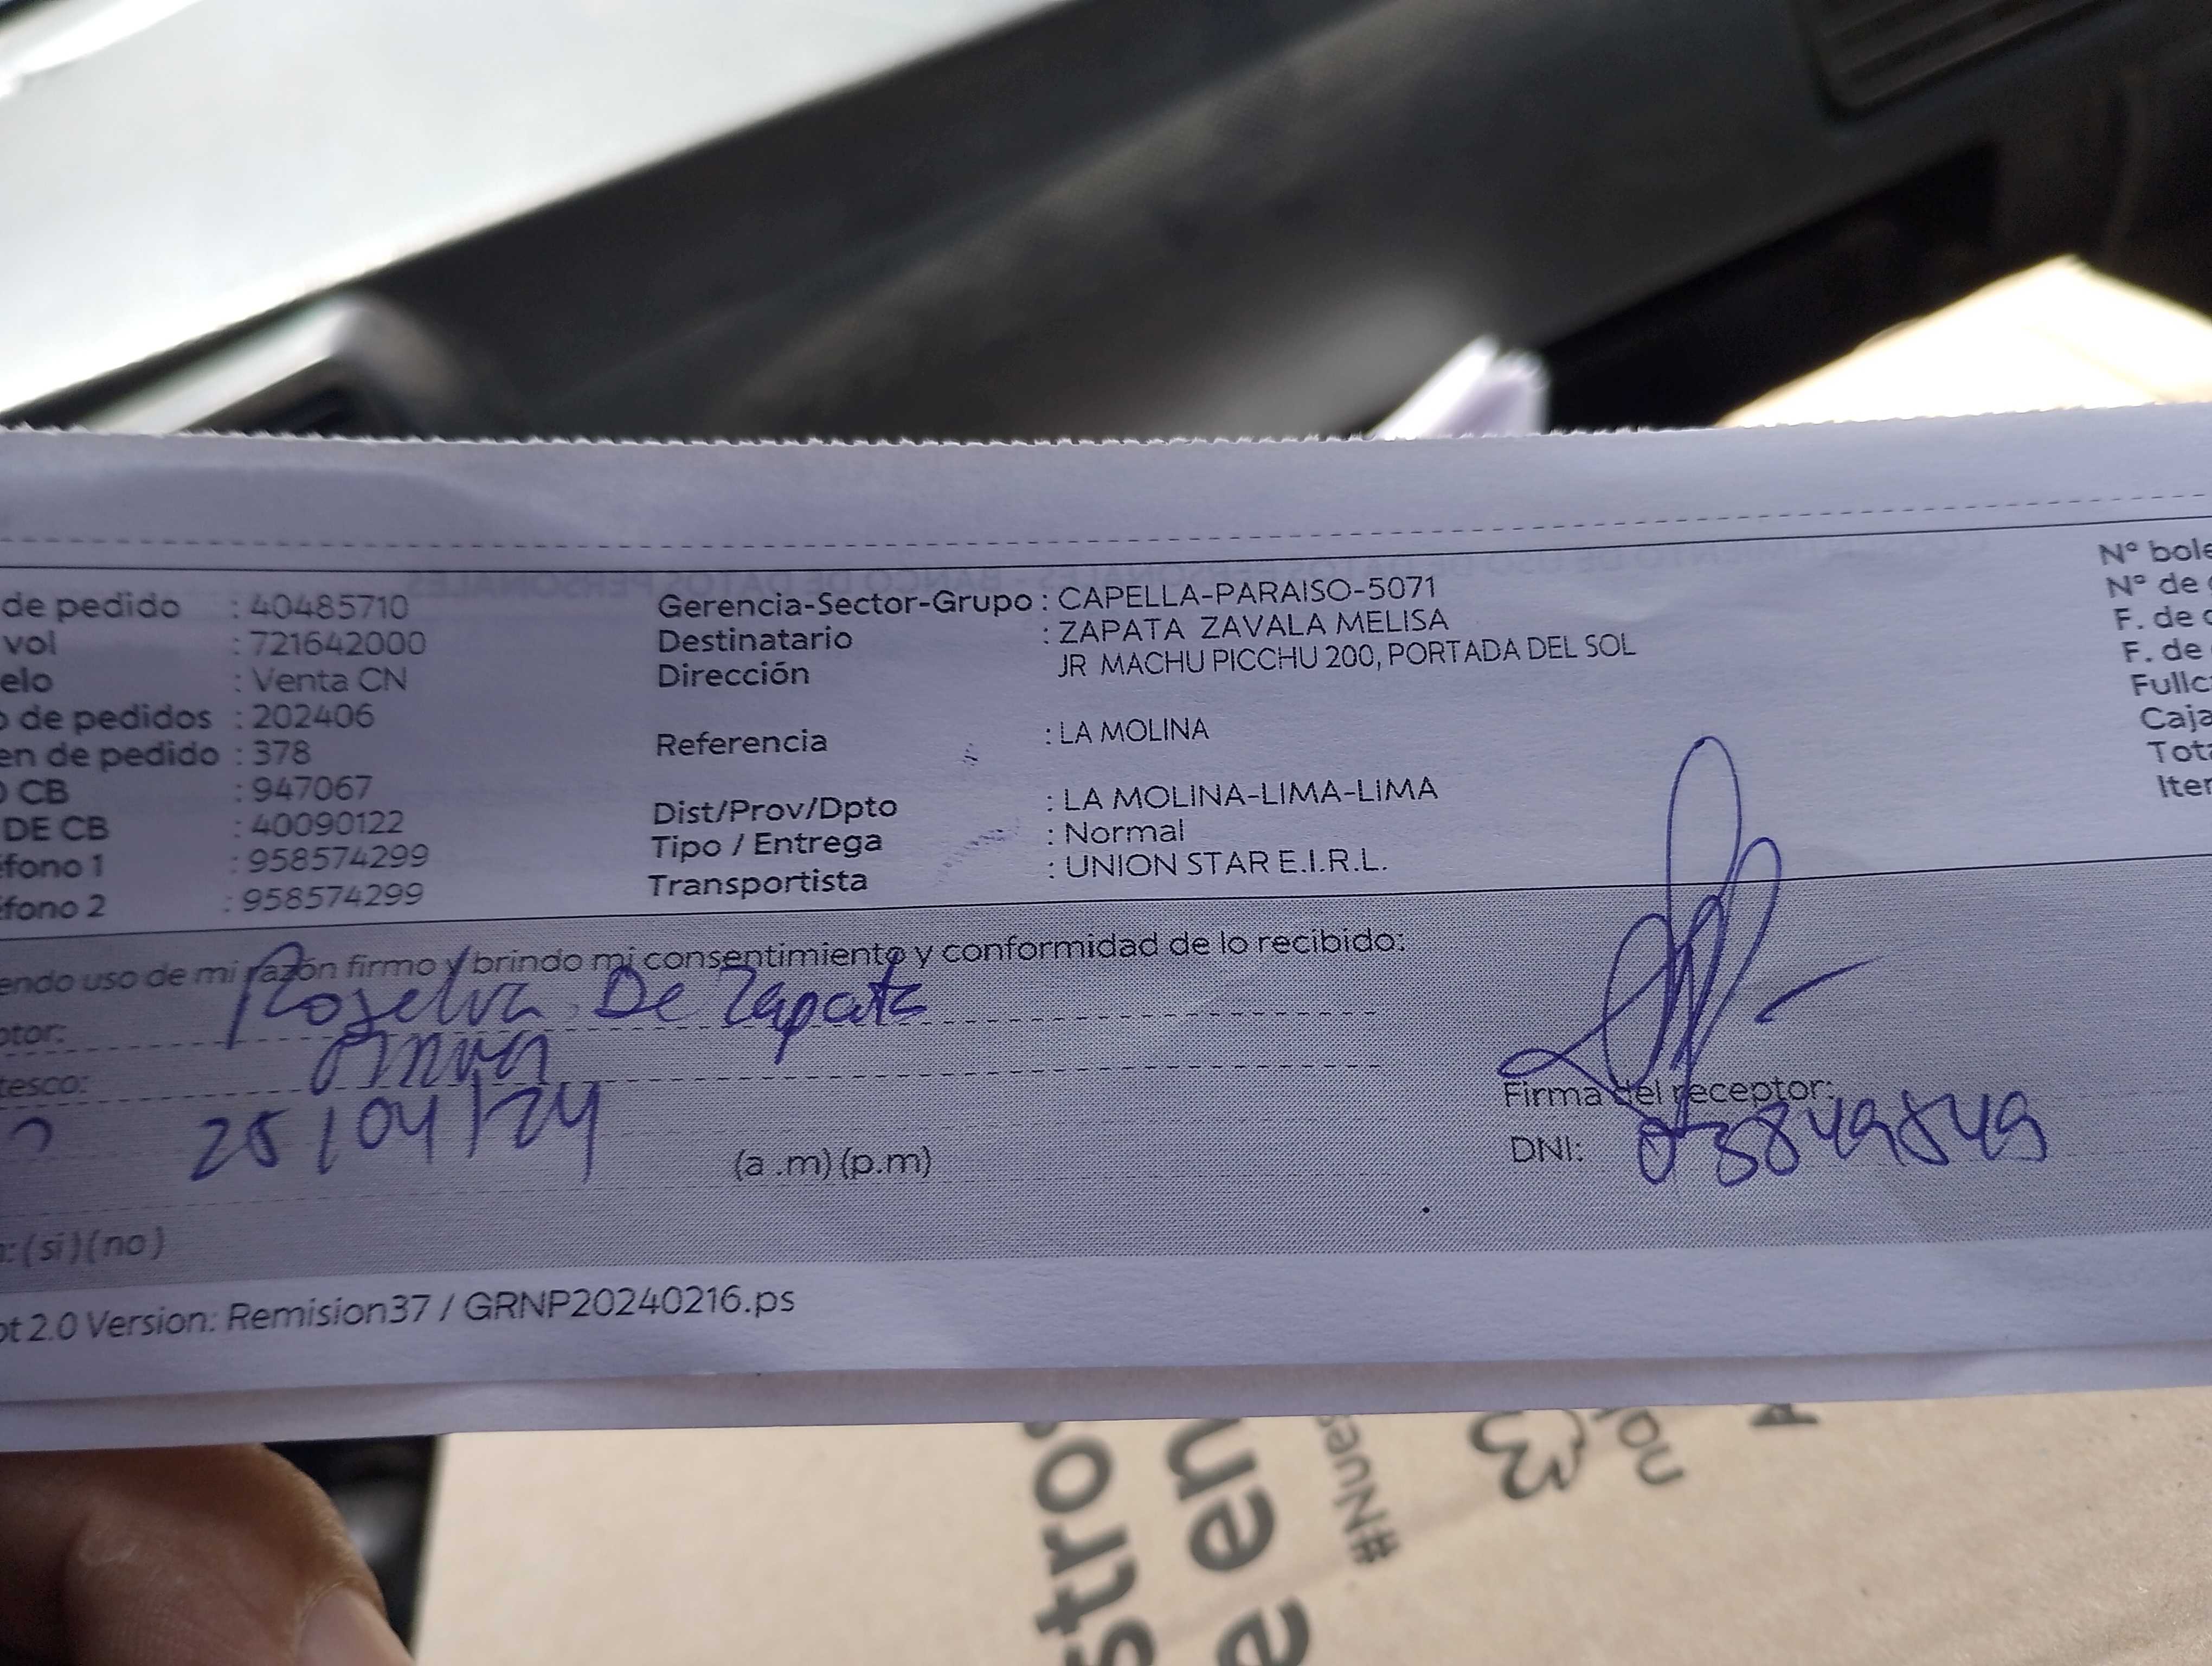 de pedido : 40485710
vol : 721642000
elo : Venta CN
o de pedidos : 202406
en de pedido : 378
O CB : 947067
DE CB : 40090122
éfono 1 : 958574299
éfono 2 : 958574299
Gerencia-Sector-Grupo : CAPELLA-PARAISO-5071
Destinatario : ZAPATA ZAVALA MELISA
Dirección JR MACHU PICCHU 200, PORTADA DEL SOL
Referencia : LA MOLINA
Dist/Prov/Dpto : LA MOLINA-LIMA-LIMA
Tipo / Entrega : Normal
Transportista : UNION STAR E.I.R.L.
N° bole
N° de
F. de
F. de
Fullc
Caja
Tota
Iter
endo uso de mi razón firmo y brindo mi consentimiento y conformidad de lo recibido:
ptor: Roselva De Zapata
tesco:
25/04/24
(a .m) (p.m)
Firma del receptor:
DNI:
: (si) (no)
ot 2.0 Version: Remision37 / GRNP20240216.ps
stros
e en
#Nues